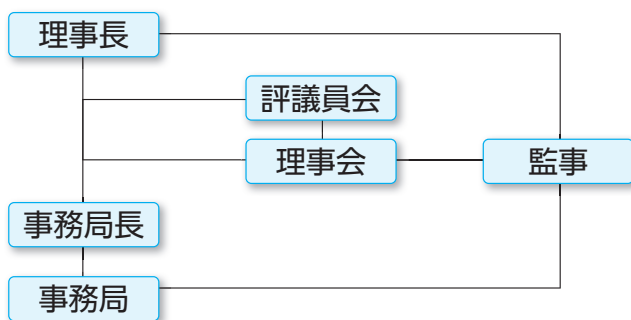 理事長
評議員会
理事会
監事
事務局長
事務局